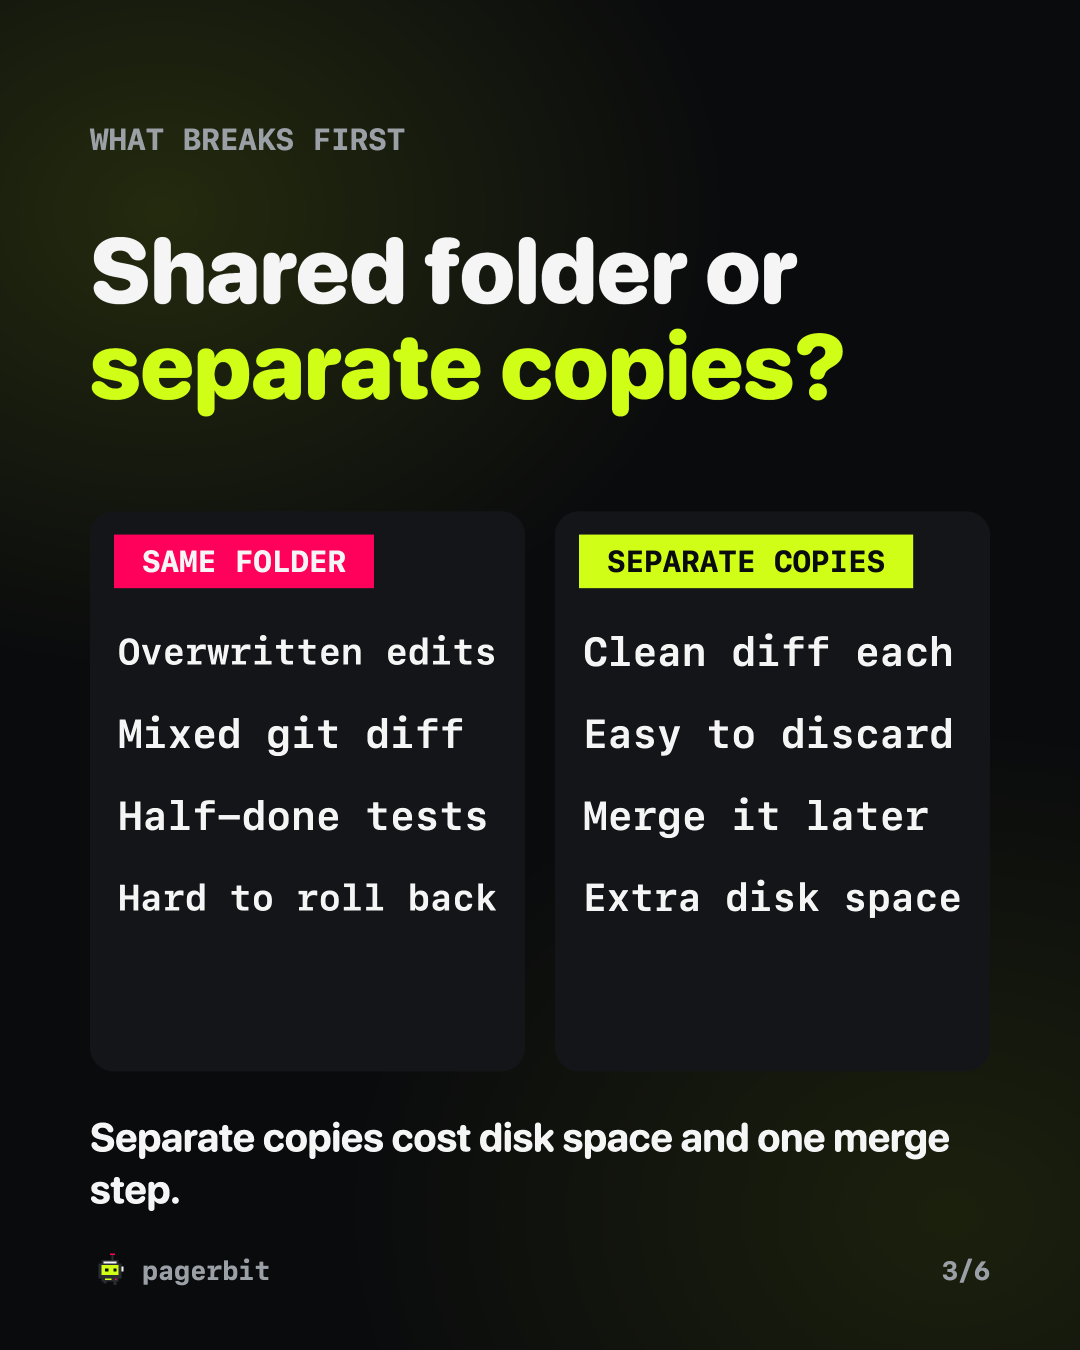 WHAT BREAKS FIRST
Shared folder or
separate copies?
SAME FOLDER
Overwritten edits
Mixed git diff
Half-done tests
Hard to roll back
SEPARATE COPIES
Clean diff each
Easy to discard
Merge it later
Extra disk space
Separate copies cost disk space and one merge
step.
pagerbit
3/6